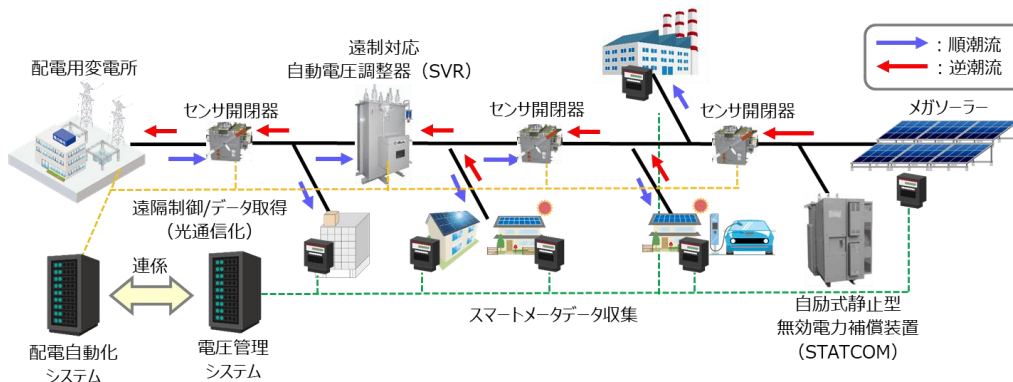 遠制対応
自動電圧調整器（SVR）
：順潮流
：逆潮流
配電用変電所
センサ開閉器
センサ開閉器
センサ開閉器
メガソーラー
遠隔制御/データ取得
（光通信化）
連係
スマートメータデータ収集
自励式静止型
無効電力補償装置
（STATCOM）
配電自動化
システム
電圧管理
システム